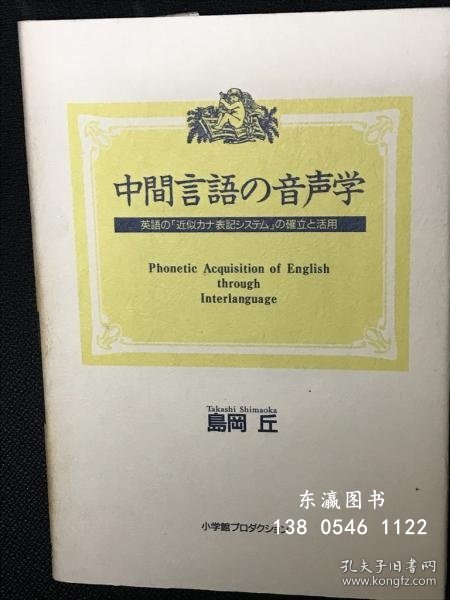 中間言語の音声学
英語の「近似カナ表記システム」の確立と活用
Phonetic Acquisition of English
through
Interlanguage
Takashi Shimaoka
島岡 丘
东瀛图书
138 0546 1122
小学館プロダクション
孔夫子旧书网
www.kongfz.com